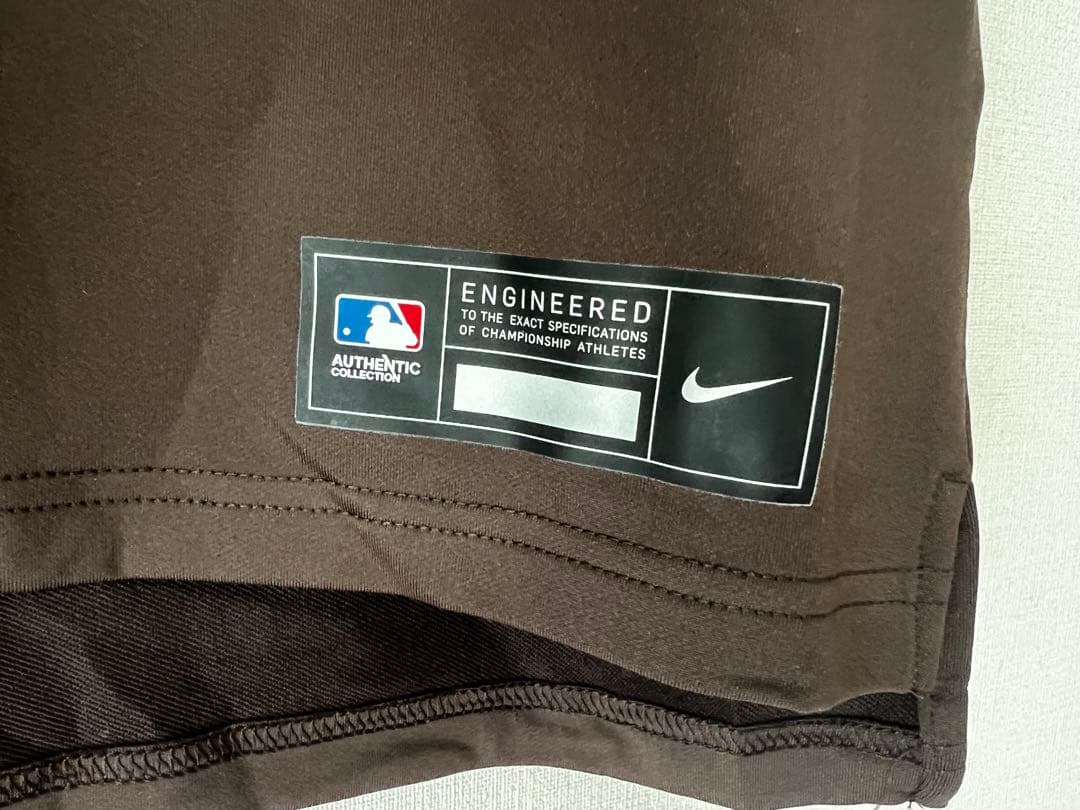 AUTHENTIC
COLLECTION
ENGINEERED
TO THE EXACT SPECIFICATIONS
OF CHAMPIONSHIP ATHLETES